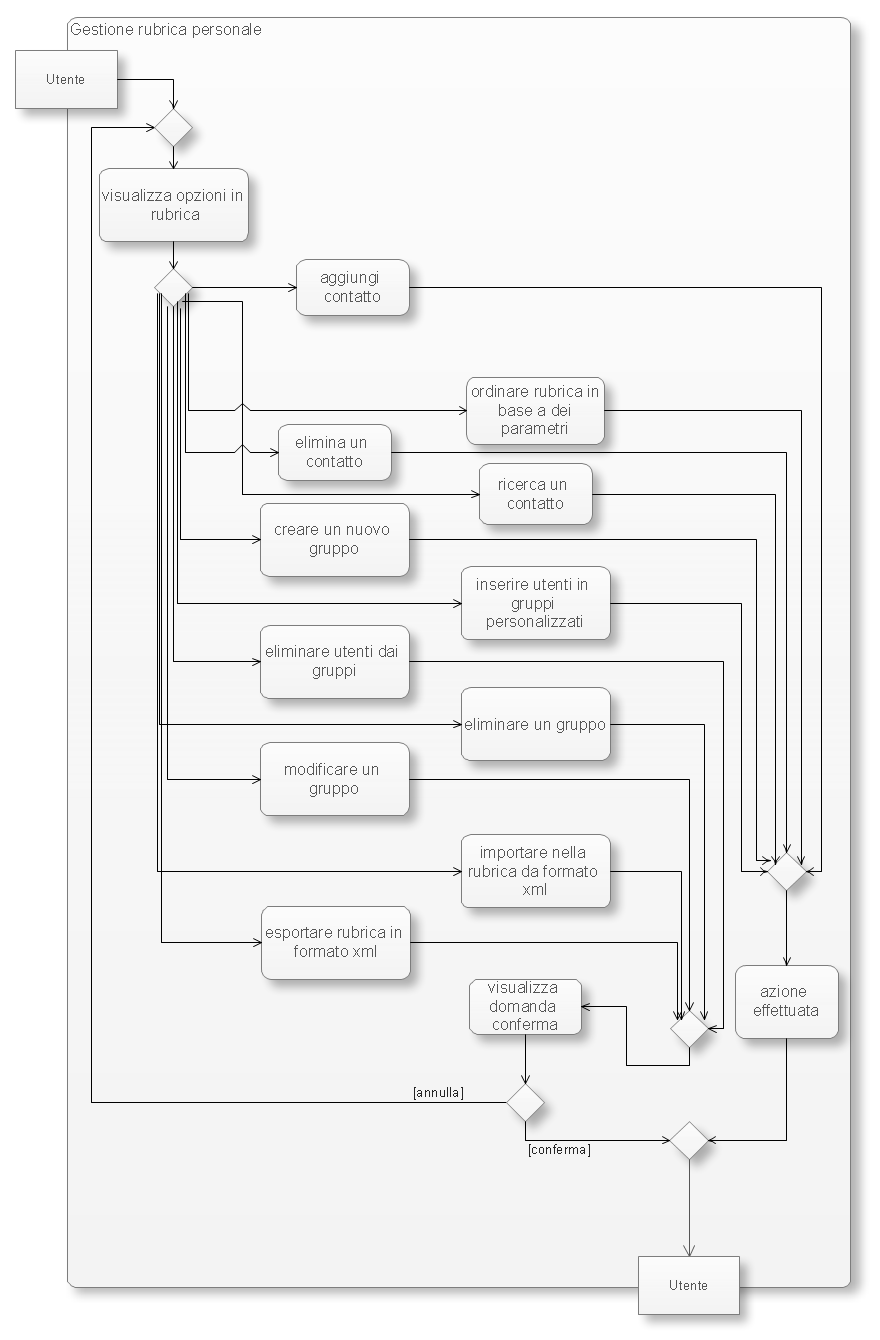 Gestione rubrica personale
Utente
visualizza opzioni in
rubrica
aggiungi
contatto
ordinare rubrica in
base a dei
parametri
elimina un
contatto
ricerca un
contatto
creare un nuovo
gruppo
inserire utenti in
gruppi
personalizzati
eliminare utenti dai
gruppi
eliminare un gruppo
modificare un
gruppo
importare nella
rubrica da formato
xml
esportare rubrica in
formato xml
visualizza
domanda
conferma
azione
effettuata
[annulla]
[conferma]
Utente